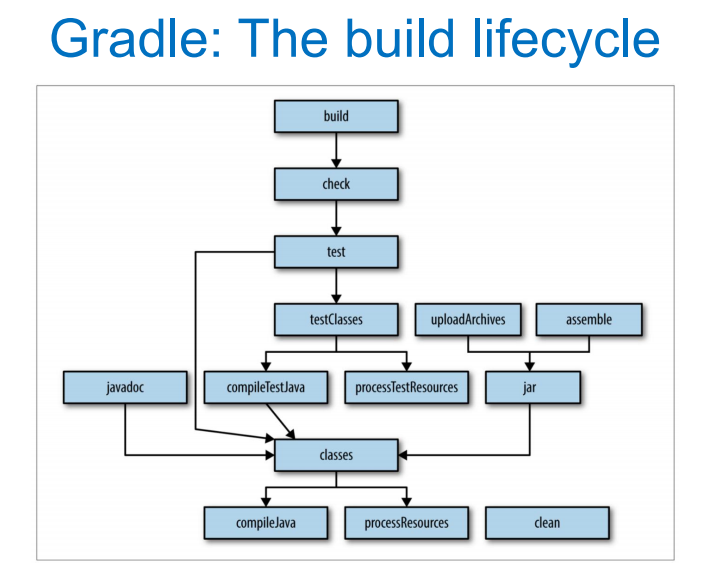 Gradle: The build lifecycle
build
check
test
testClasses
uploadArchives
assemble
javadoc
compileTestJava
processTestResources
jar
classes
compileJava
processResources
clean